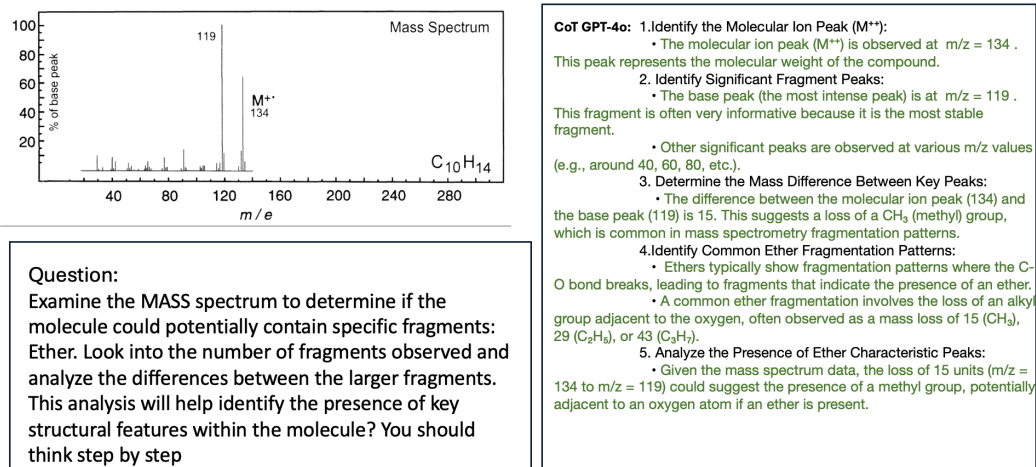 100
80
60
40
20
% of base peak
119
M+·
134
Mass Spectrum
C10H14
40 80 120 160 200 240 280
m / e
Question:
Examine the MASS spectrum to determine if the
molecule could potentially contain specific fragments:
Ether. Look into the number of fragments observed and
analyze the differences between the larger fragments.
This analysis will help identify the presence of key
structural features within the molecule? You should
think step by step
CoT GPT-4o: 1.Identify the Molecular Ion Peak (M⁺⁺):
• The molecular ion peak (M⁺⁺) is observed at m/z = 134 .
This peak represents the molecular weight of the compound.
2. Identify Significant Fragment Peaks:
• The base peak (the most intense peak) is at m/z = 119 .
This fragment is often very informative because it is the most stable
fragment.
• Other significant peaks are observed at various m/z values
(e.g., around 40, 60, 80, etc.).
3. Determine the Mass Difference Between Key Peaks:
• The difference between the molecular ion peak (134) and
the base peak (119) is 15. This suggests a loss of a CH₃ (methyl) group,
which is common in mass spectrometry fragmentation patterns.
4.Identify Common Ether Fragmentation Patterns:
• Ethers typically show fragmentation patterns where the C-
O bond breaks, leading to fragments that indicate the presence of an ether.
• A common ether fragmentation involves the loss of an alkyl
group adjacent to the oxygen, often observed as a mass loss of 15 (CH₃),
29 (C₂H₅), or 43 (C₃H₇).
5. Analyze the Presence of Ether Characteristic Peaks:
• Given the mass spectrum data, the loss of 15 units (m/z =
134 to m/z = 119) could suggest the presence of a methyl group, potentially
adjacent to an oxygen atom if an ether is present.